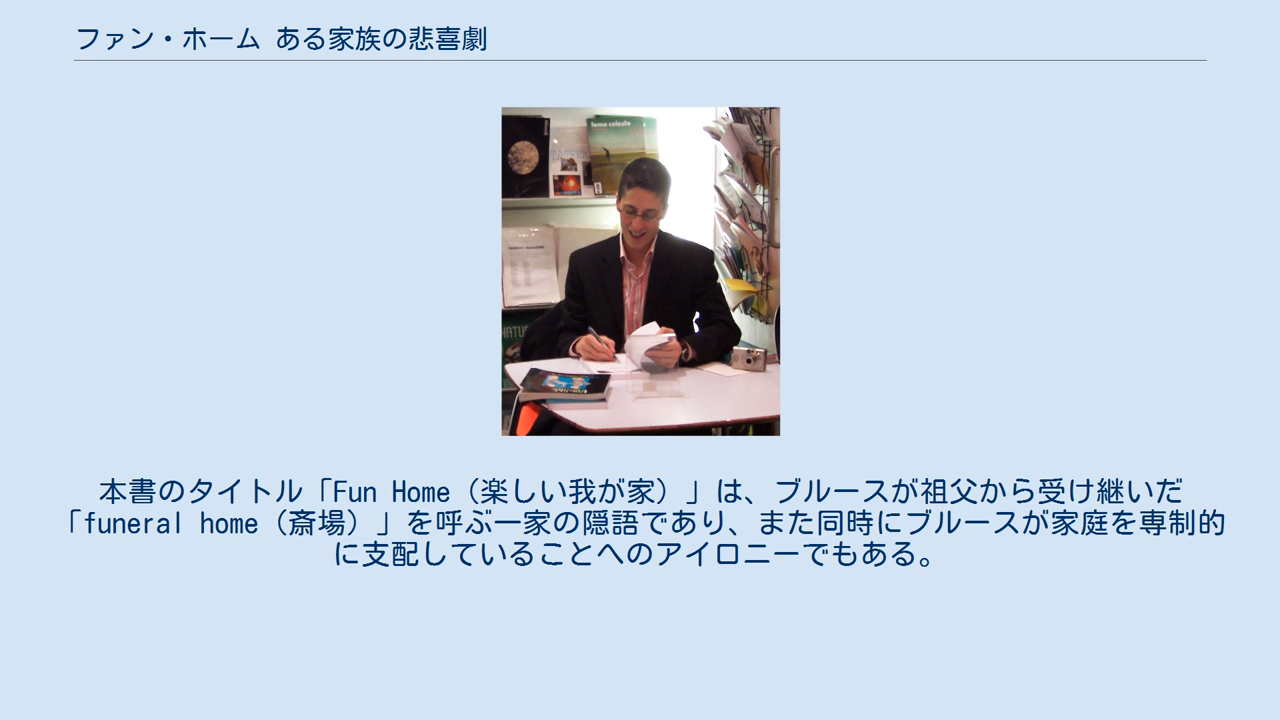 ファン・ホーム ある家族の悲喜劇
tema celeste
本書のタイトル「Fun Home（楽しい我が家）」は、ブルースが祖父から受け継いだ
「funeral home（斎場）」を呼ぶ一家の隠語であり、また同時にブルースが家庭を専制的
に支配していることへのアイロニーでもある。